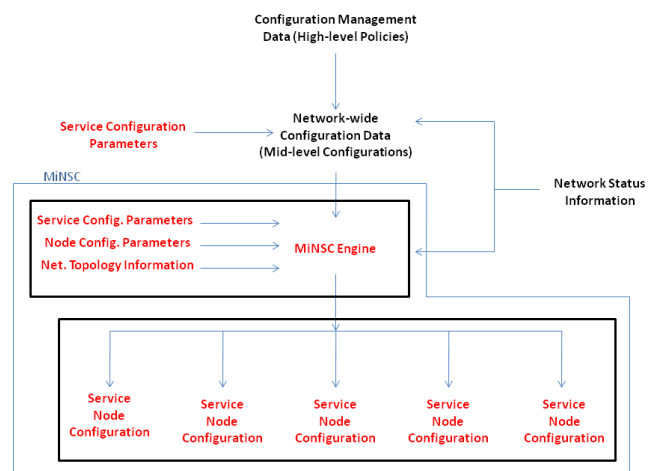 Configuration Management
Data (High-level Policies)
Service Configuration
Parameters
Network-wide
Configuration Data
(Mid-level Configurations)
MiNSC
Network Status
Information
Service Config. Parameters
Node Config. Parameters
Net. Topology Information
MiNSC Engine
Service
Node
Configuration
Service
Node
Configuration
Service
Node
Configuration
Service
Node
Configuration
Service
Node
Configuration